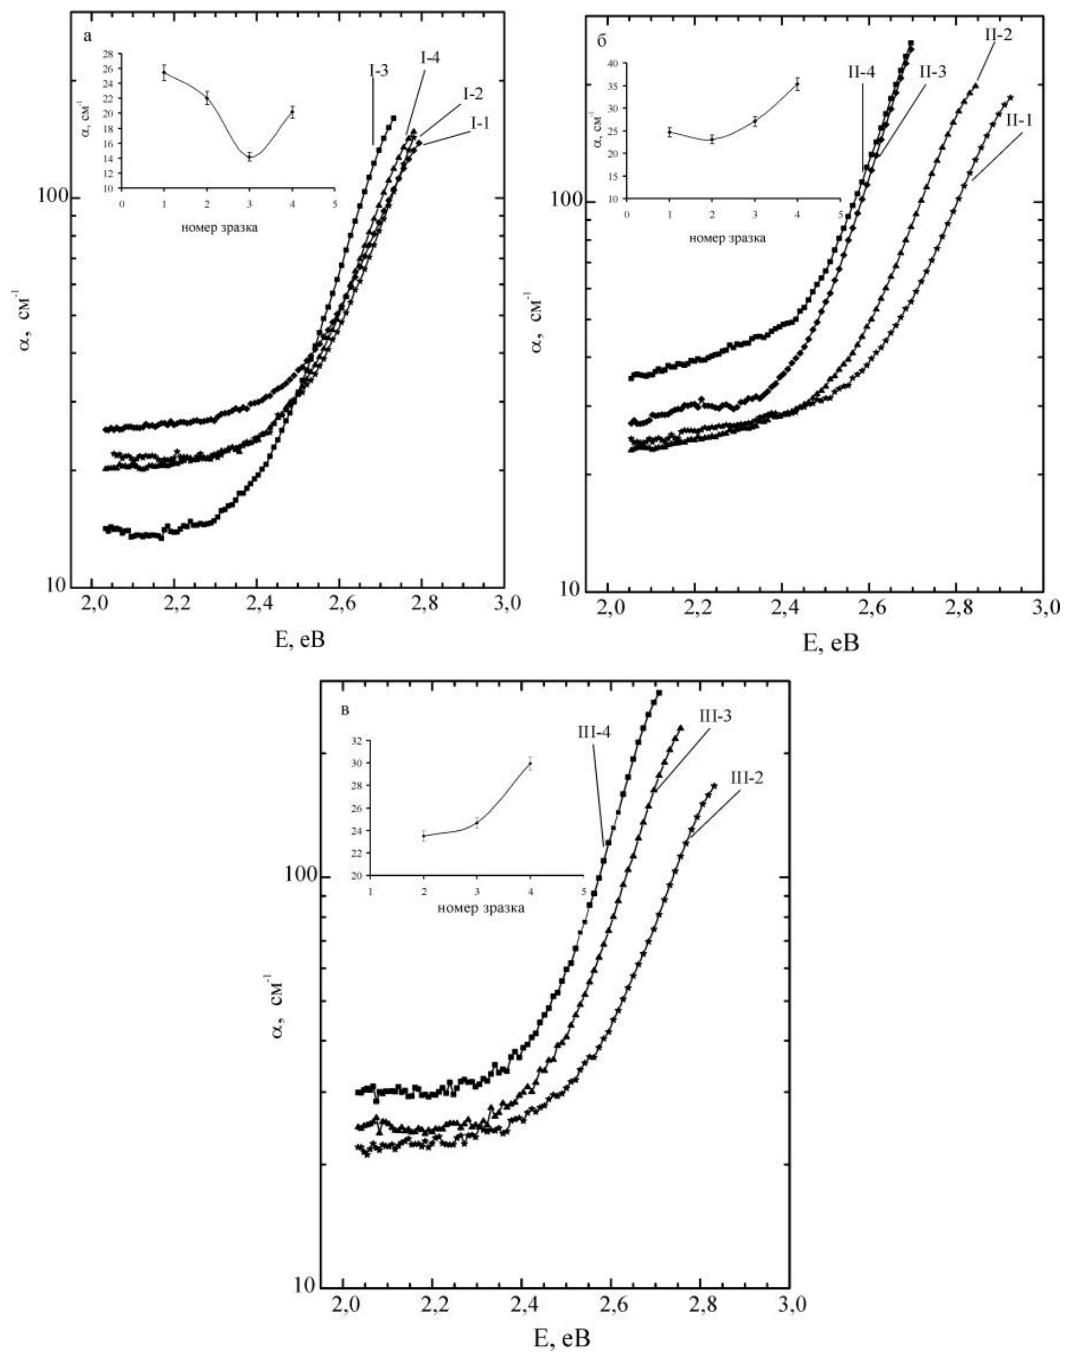 а
28
26
24
22
20
18
16
14
12
10
α, см⁻¹
0 1 2 3 4 5
номер зразка
I-3
I-4
I-2
I-1
100
10
α, см⁻¹
2,0 2,2 2,4 2,6 2,8 3,0
E, еВ
б
40
35
30
25
20
15
10
α, см⁻¹
0 1 2 3 4 5
номер зразка
II-4
II-3
II-2
II-1
100
10
α, см⁻¹
2,0 2,2 2,4 2,6 2,8 3,0
E, еВ
в
32
30
28
26
24
22
20
1 2 3 4 5
номер зразка
III-4
III-3
III-2
100
10
α, см⁻¹
2,0 2,2 2,4 2,6 2,8 3,0
E, еВ